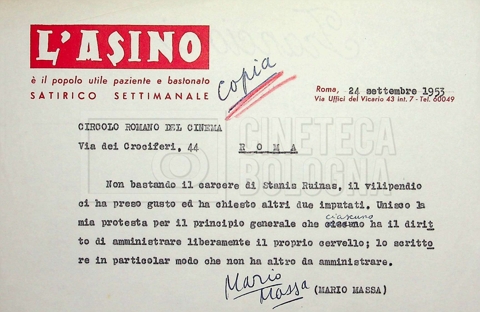 L'ASINO
è il popolo utile paziente e bastonato
SATIRICO SETTIMANALE
Copia
Roma, 24 settembre 1953
Via Uffici del Vicario 43 int. 7 - Tel. 60049
CIRCOLO ROMANO DEL CINEMA
Via dei Crociferi, 44 ROMA
CINETECA
BOLOGNA
Non bastando il carcere di Stanis Ruinas, il vilipendio
ci ha preso gusto ed ha chiesto altri due imputati. Unisco la
ciascuno
mia protesta per il principio generale che ha il dirit
to di amministrare liberamente il proprio cervello; lo scritto
re in particolar modo che non ha altro da amministrare.
Mario
Massa (MARIO MASSA)